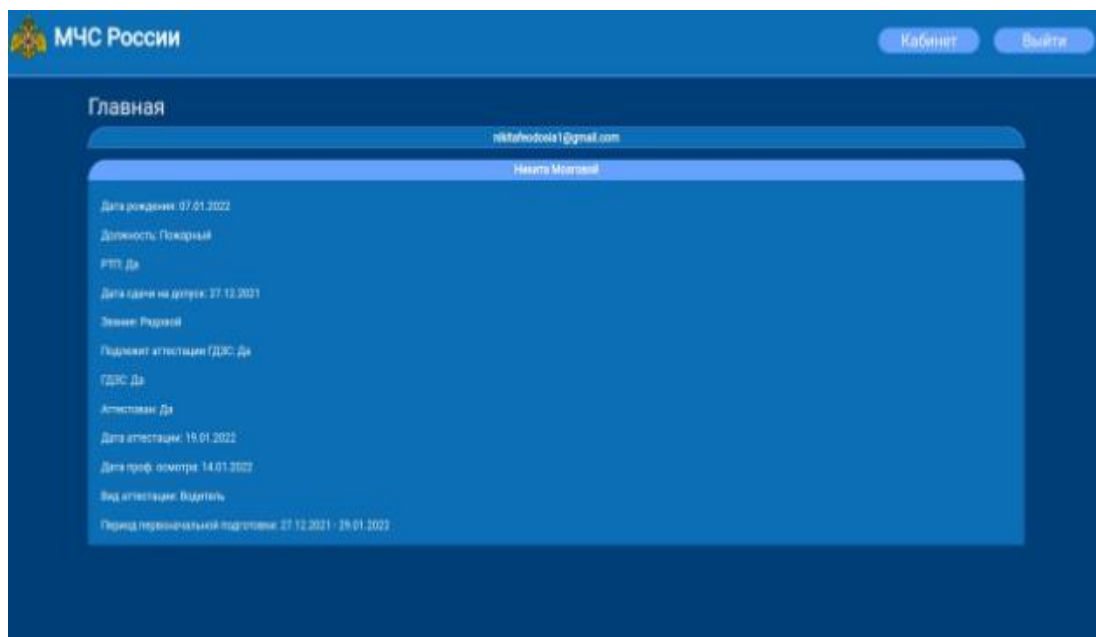 МЧС России
Кабинет
Выйти
Главная
nikitafeodosia1@gmail.com
Никита Мозговой
Дата рождения: 07.01.2022
Должность: Пожарный
РТП: Да
Дата сдачи на допуск: 27.12.2021
Звание: Рядовой
Подлежит аттестации ГДЗС: Да
ГДЗС: Да
Аттестован: Да
Дата аттестации: 19.01.2022
Дата проф. осмотра: 14.01.2022
Вид аттестации: Водитель
Период первоначальной подготовки: 27.12.2021 - 29.01.2022